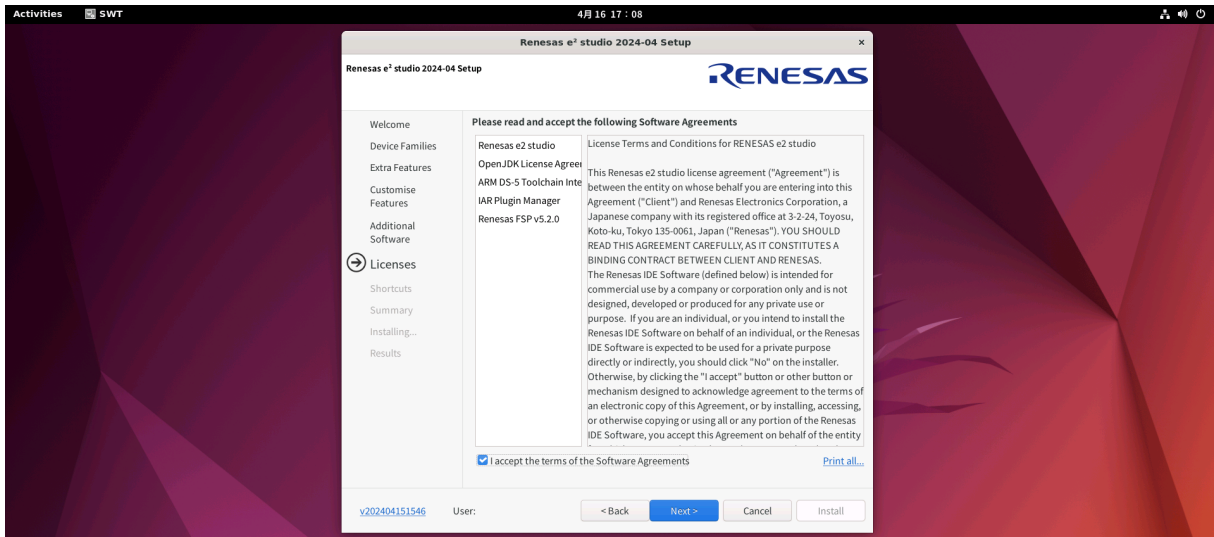 Activities SWT 4月 16 17：08
Renesas e² studio 2024-04 Setup ×
Renesas e² studio 2024-04 Setup
RENESAS
Welcome
Device Families
Extra Features
Customise
Features
Additional
Software
Licenses
Shortcuts
Summary
Installing...
Results
Please read and accept the following Software Agreements
Renesas e2 studio
OpenJDK License Agreer
ARM DS-5 Toolchain Inte
IAR Plugin Manager
Renesas FSP v5.2.0
License Terms and Conditions for RENESAS e2 studio
This Renesas e2 studio license agreement ("Agreement") is
between the entity on whose behalf you are entering into this
Agreement ("Client") and Renesas Electronics Corporation, a
Japanese company with its registered office at 3-2-24, Toyosu,
Koto-ku, Tokyo 135-0061, Japan ("Renesas"). YOU SHOULD
READ THIS AGREEMENT CAREFULLY, AS IT CONSTITUTES A
BINDING CONTRACT BETWEEN CLIENT AND RENESAS.
The Renesas IDE Software (defined below) is intended for
commercial use by a company or corporation only and is not
designed, developed or produced for any private use or
purpose. If you are an individual, or you intend to install the
Renesas IDE Software on behalf of an individual, or the Renesas
IDE Software is expected to be used for a private purpose
directly or indirectly, you should click "No" on the installer.
Otherwise, by clicking the "I accept" button or other button or
mechanism designed to acknowledge agreement to the terms of
an electronic copy of this Agreement, or by installing, accessing,
or otherwise copying or using all or any portion of the Renesas
IDE Software, you accept this Agreement on behalf of the entity
I accept the terms of the Software Agreements
Print all...
v202404151546 User: < Back Next > Cancel Install